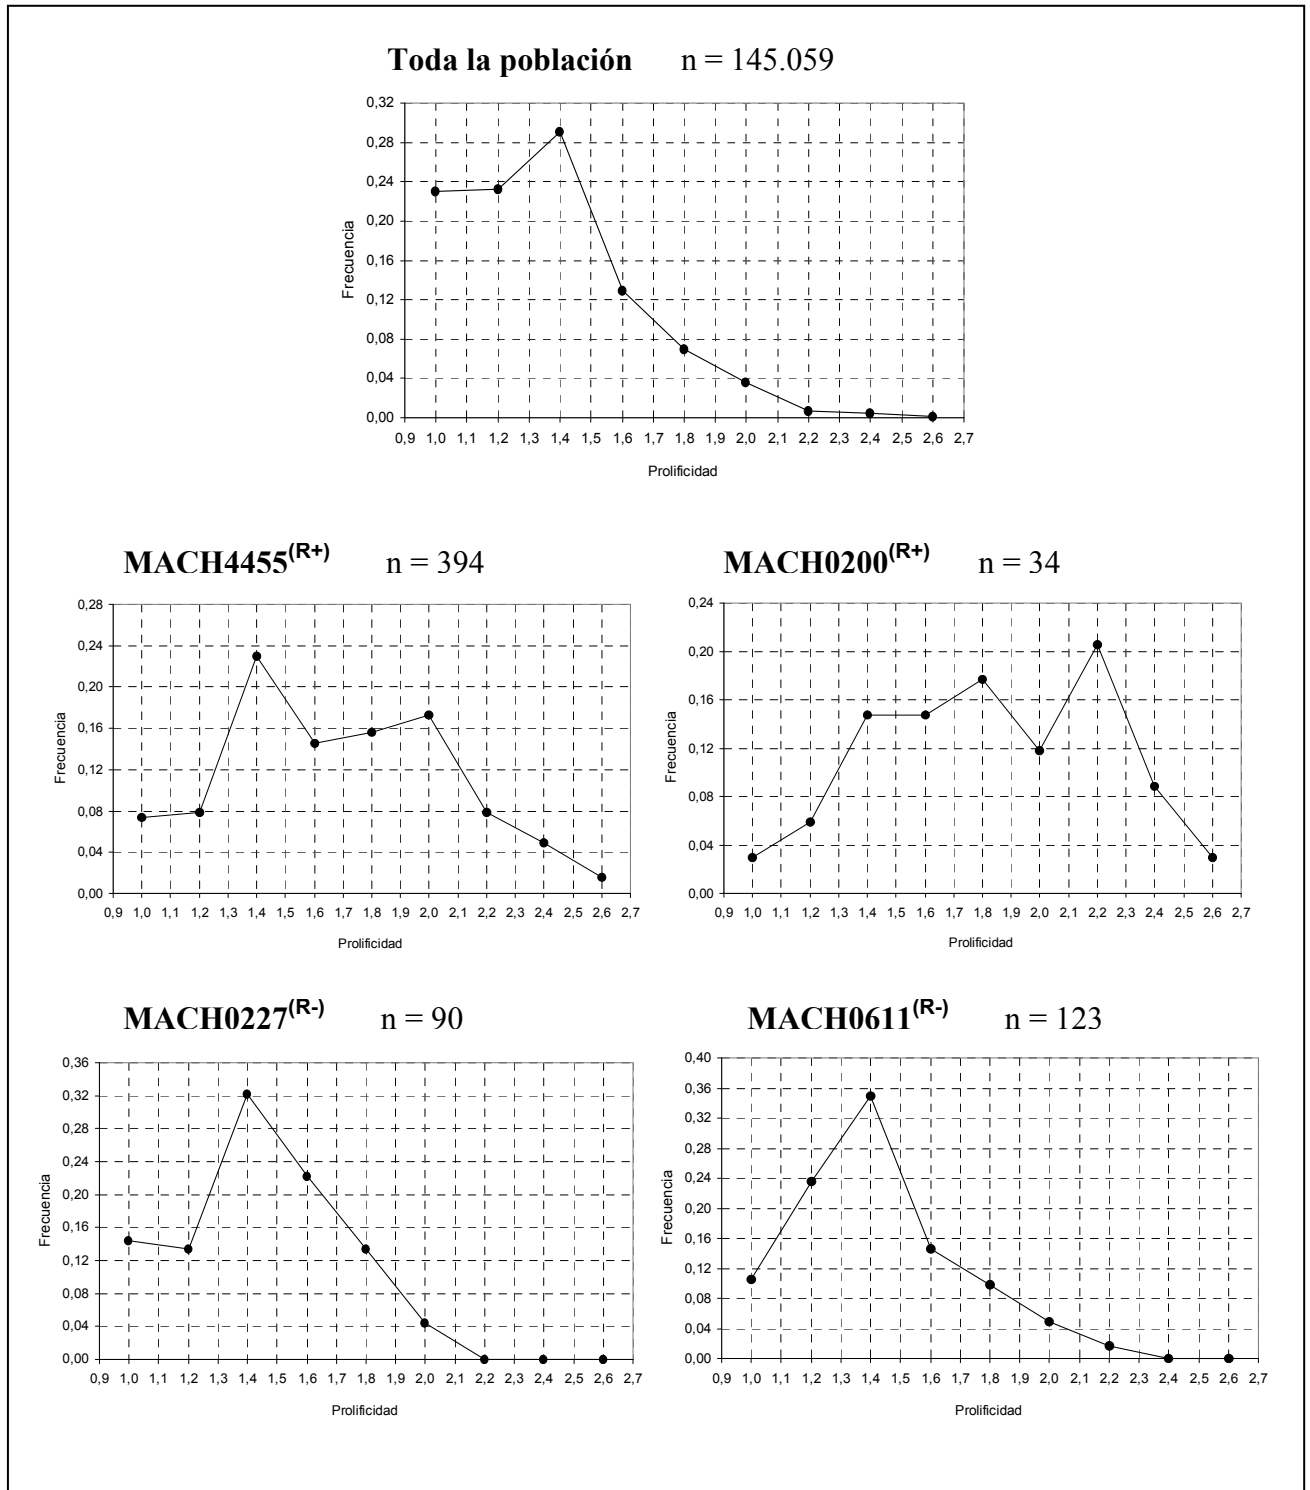 Toda la población n = 145.059
0,32
0,28
0,24
0,20
0,16
0,12
0,08
0,04
0,00
Frecuencia
0,9 1,0 1,1 1,2 1,3 1,4 1,5 1,6 1,7 1,8 1,9 2,0 2,1 2,2 2,3 2,4 2,5 2,6 2,7
Prolificidad
MACH4455(R+) n = 394
0,28
0,24
0,20
0,16
0,12
0,08
0,04
0,00
Frecuencia
0,9 1,0 1,1 1,2 1,3 1,4 1,5 1,6 1,7 1,8 1,9 2,0 2,1 2,2 2,3 2,4 2,5 2,6 2,7
Prolificidad
MACH0200(R+) n = 34
0,24
0,20
0,16
0,12
0,08
0,04
0,00
Frecuencia
0,9 1,0 1,1 1,2 1,3 1,4 1,5 1,6 1,7 1,8 1,9 2,0 2,1 2,2 2,3 2,4 2,5 2,6 2,7
Prolificidad
MACH0227(R-) n = 90
0,36
0,32
0,28
0,24
0,20
0,16
0,12
0,08
0,04
0,00
Frecuencia
0,9 1,0 1,1 1,2 1,3 1,4 1,5 1,6 1,7 1,8 1,9 2,0 2,1 2,2 2,3 2,4 2,5 2,6 2,7
Prolificidad
MACH0611(R-) n = 123
0,40
0,36
0,32
0,28
0,24
0,20
0,16
0,12
0,08
0,04
0,00
Frecuencia
0,9 1,0 1,1 1,2 1,3 1,4 1,5 1,6 1,7 1,8 1,9 2,0 2,1 2,2 2,3 2,4 2,5 2,6 2,7
Prolificidad